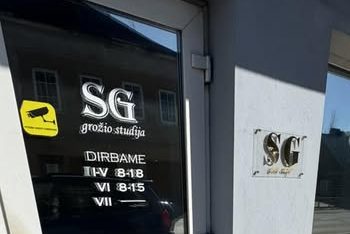 SG
grožio studija
DIRBAME
I-V 8-18
VI 8-15
VII —
SG